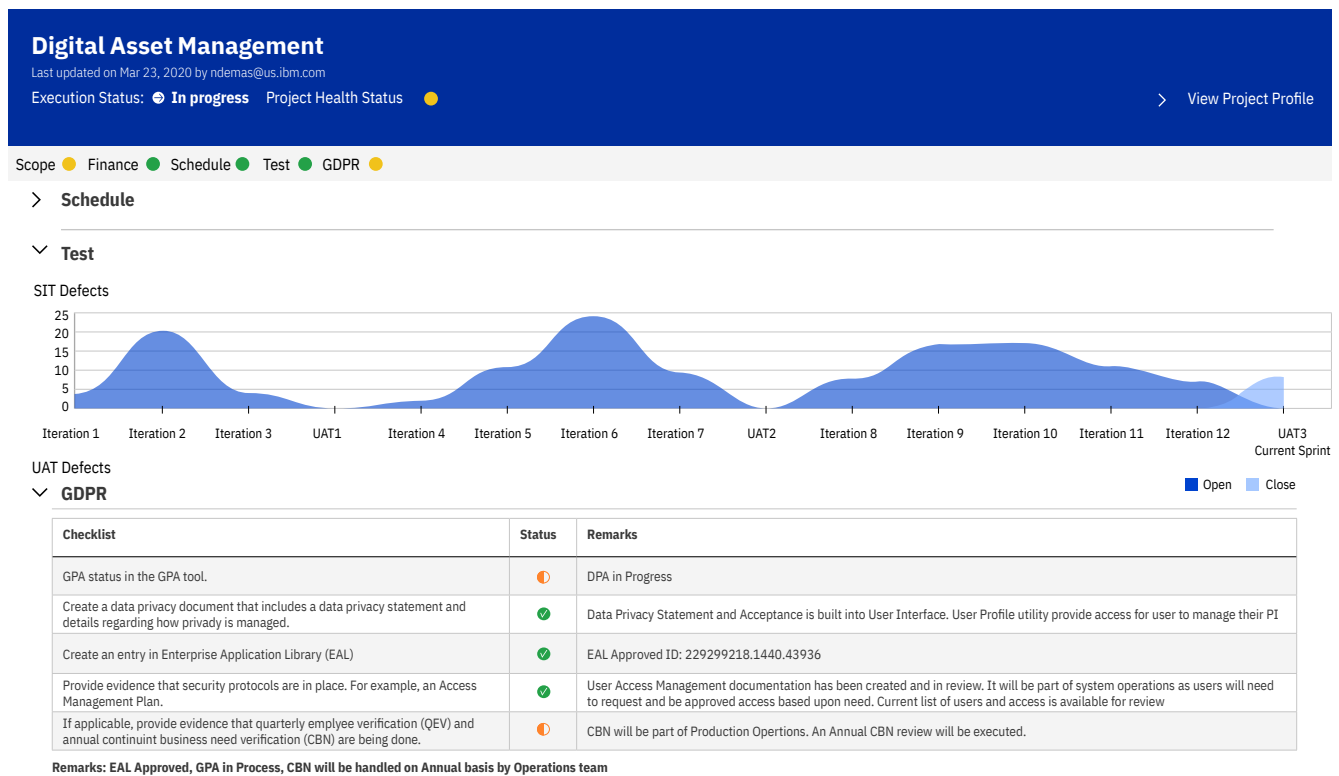 Digital Asset Management
Last updated on Mar 23, 2020 by ndemas@us.ibm.com
Execution Status: In progress Project Health Status
View Project Profile
Scope Finance Schedule Test GDPR
Schedule
Test
SIT Defects
25
20
15
10
5
0
Iteration 1 Iteration 2 Iteration 3 UAT1 Iteration 4 Iteration 5 Iteration 6 Iteration 7 UAT2 Iteration 8 Iteration 9 Iteration 10 Iteration 11 Iteration 12 UAT3
Current Sprint
UAT Defects
Open Close
GDPR
Checklist Status Remarks
GPA status in the GPA tool. DPA in Progress
Create a data privacy document that includes a data privacy statement and
details regarding how privady is managed.
Data Privacy Statement and Acceptance is built into User Interface. User Profile utility provide access for user to manage their PI
Create an entry in Enterprise Application Library (EAL) EAL Approved ID: 229299218.1440.43936
Provide evidence that security protocols are in place. For example, an Access
Management Plan.
User Access Management documentation has been created and in review. It will be part of system operations as users will need
to request and be approved access based upon need. Current list of users and access is available for review
If applicable, provide evidence that quarterly emplyee verification (QEV) and
annual continuint business need verification (CBN) are being done.
CBN will be part of Production Opertions. An Annual CBN review will be executed.
Remarks: EAL Approved, GPA in Process, CBN will be handled on Annual basis by Operations team